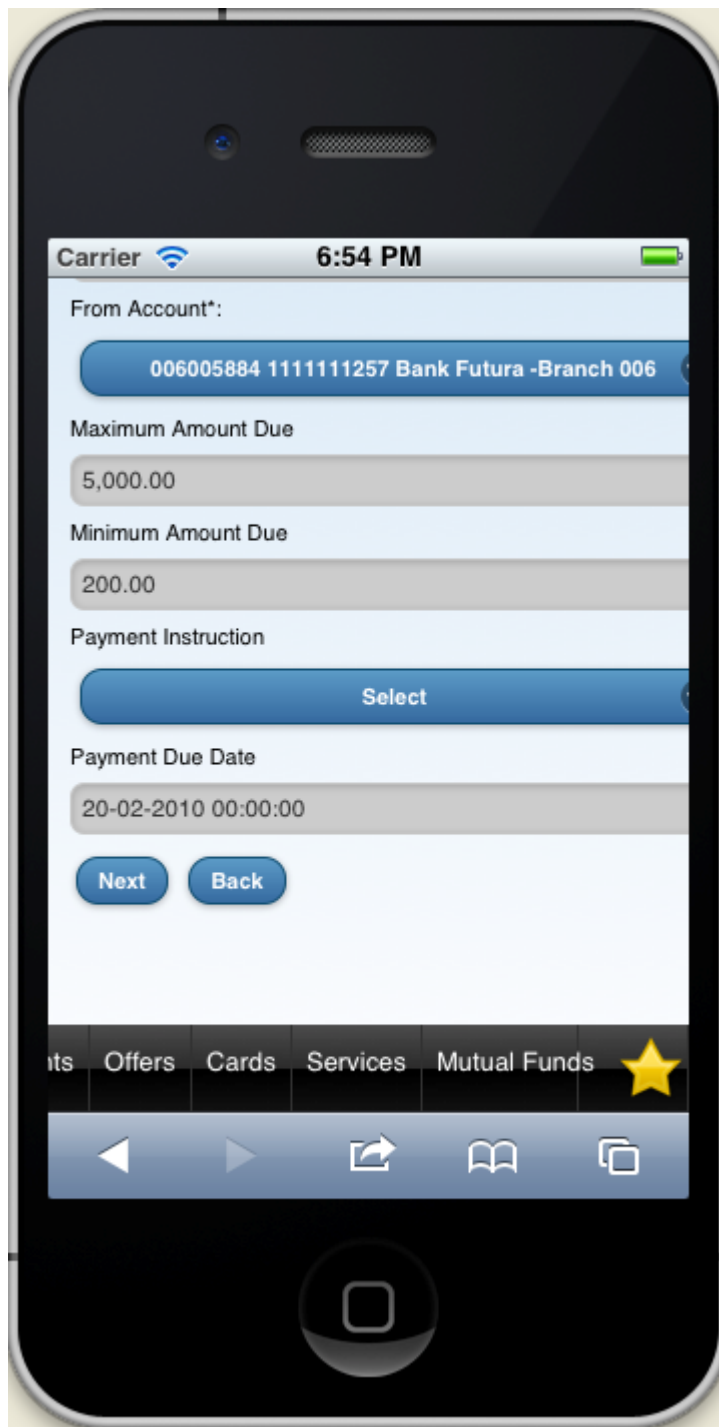 Carrier 6:54 PM
From Account*:
006005884 1111111257 Bank Futura -Branch 006
Maximum Amount Due
5,000.00
Minimum Amount Due
200.00
Payment Instruction
Select
Payment Due Date
20-02-2010 00:00:00
Next Back
nts Offers Cards Services Mutual Funds